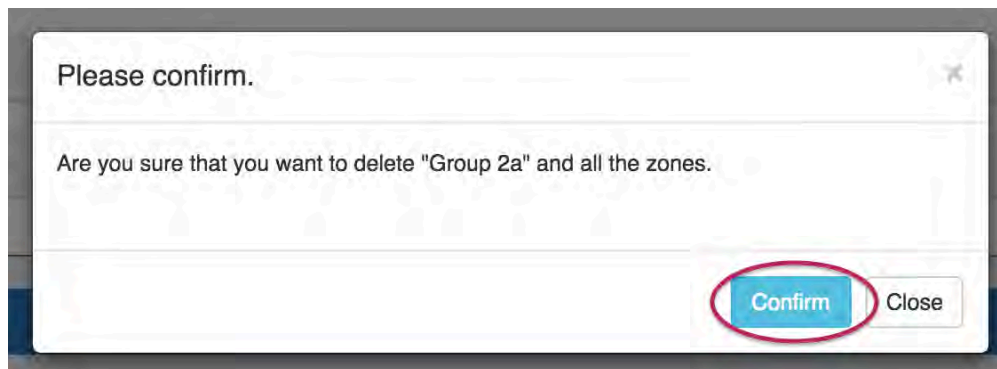 Please confirm.
Are you sure that you want to delete "Group 2a" and all the zones.
Confirm Close